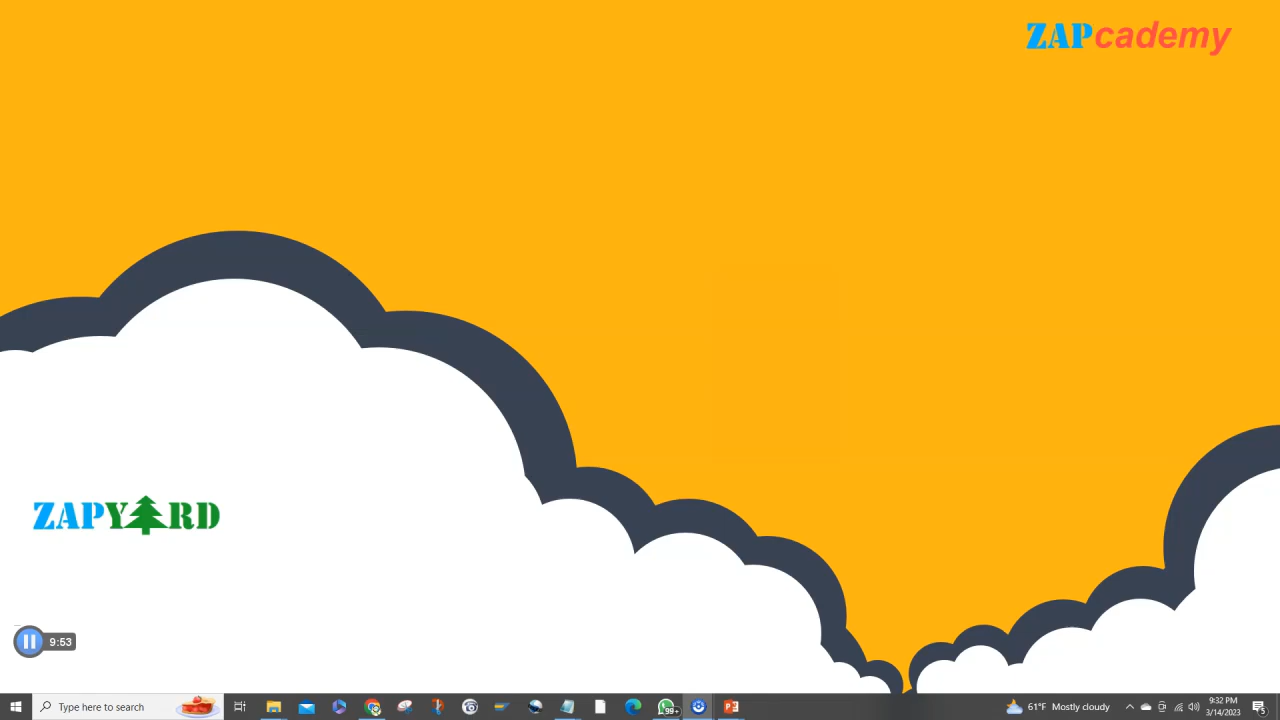 ZAPcademy
ZAPYARD
9:53
Type here to search
99+
61°F Mostly cloudy
9:32 PM
3/14/2023